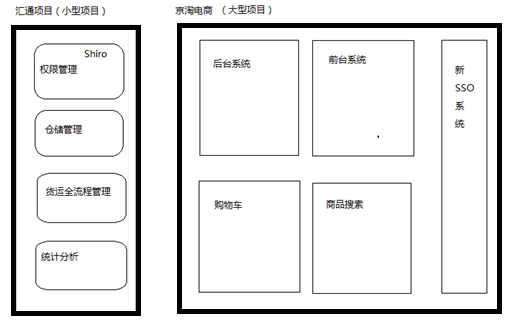 汇通项目（小型项目）
Shiro
权限管理
仓储管理
货运全流程管理
统计分析
京淘电商 （大型项目）
后台系统
前台系统
购物车
商品搜索
新
SSO
系
统